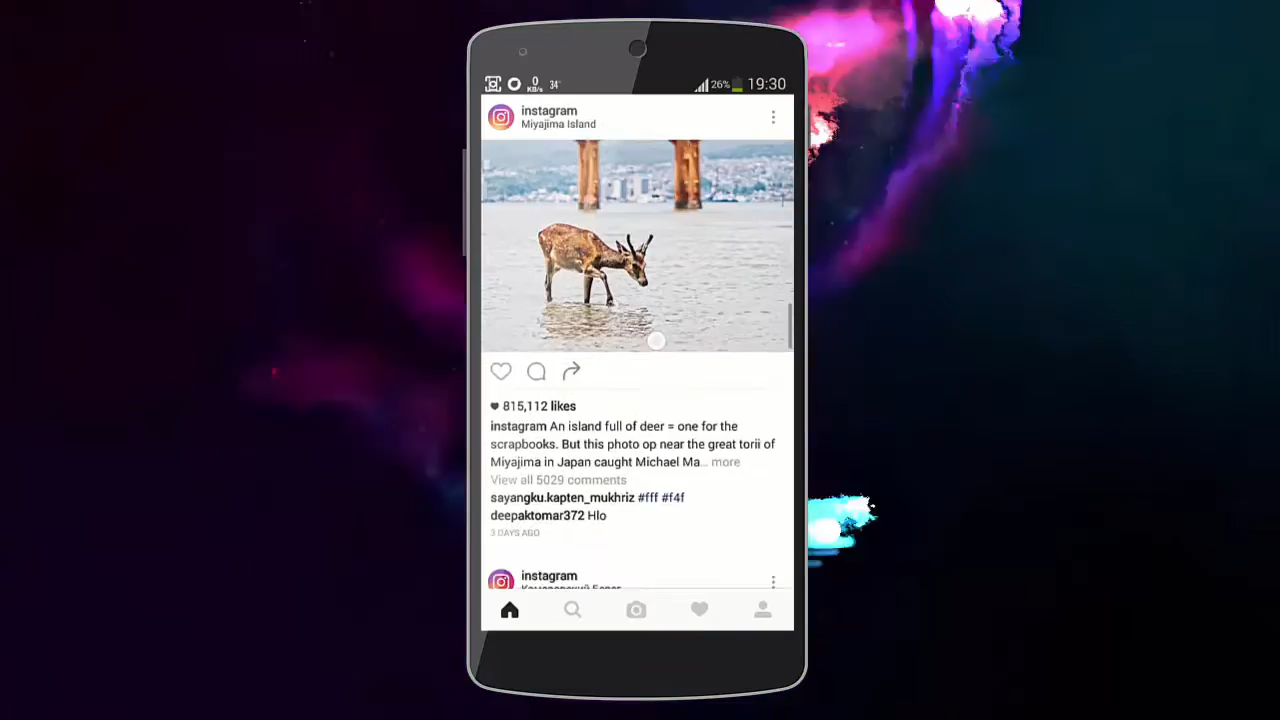 0
KB/s
34°
26%
19:30
instagram
Miyajima Island
815,112 likes
instagram An island full of deer = one for the
scrapbooks. But this photo op near the great torii of
Miyajima in Japan caught Michael Ma... more
View all 5029 comments
sayangku.kapten_mukhriz #fff #f4f
deepaktomar372 Hlo
3 DAYS AGO
instagram